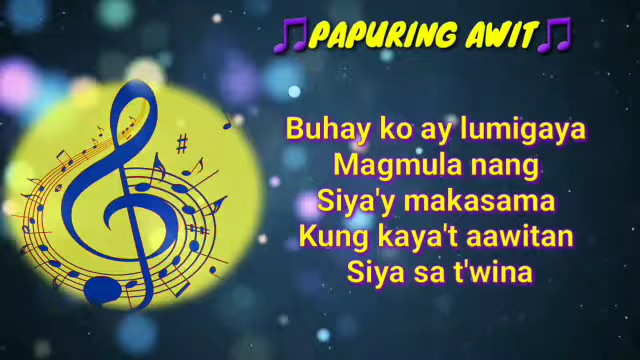 🎵PAPURING AWIT🎵
Buhay ko ay lumigaya
Magmula nang
Siya'y makasama
Kung kaya't aawitan
Siya sa t'wina